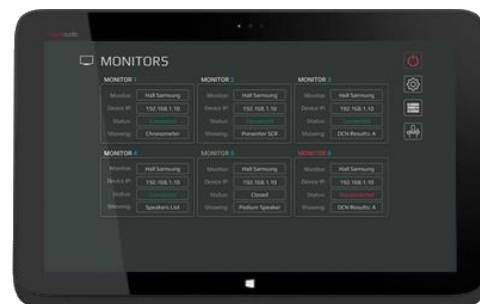 MONITORS
MONITOR 1 MONITOR 2 MONITOR 3
Monitor: Hall Samsung Monitor: Hall Samsung Monitor: Hall Samsung
Device IP: 192.168.1.10 Device IP: 192.168.1.10 Device IP: 192.168.1.10
Status: Connected Status: Connected Status: Connected
Showing: Chronometer Showing: Presenter SCR Showing: DCN Results: A
MONITOR 4 MONITOR 5 MONITOR 6
Monitor: Hall Samsung Monitor: Hall Samsung Monitor: Hall Samsung
Device IP: 192.168.1.10 Device IP: 192.168.1.10 Device IP: 192.168.1.10
Status: Connected Status: Closed Status: Disconnected
Showing: Speakers List Showing: Podium Speaker Showing: DCN Results: A